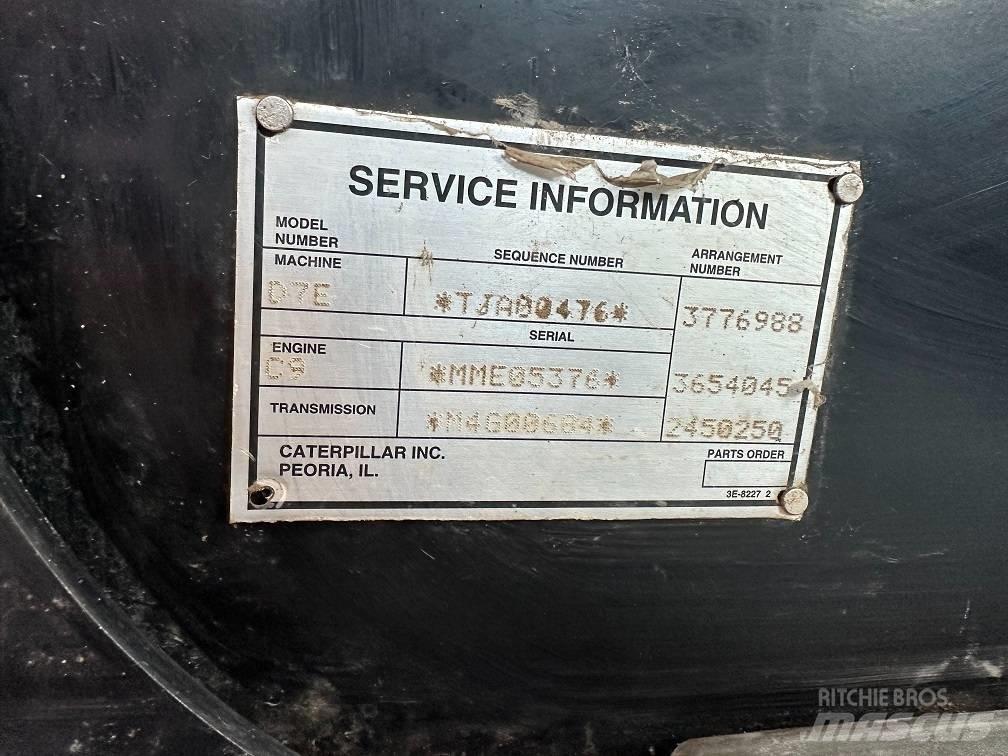 SERVICE INFORMATION
MODEL
NUMBER
SEQUENCE NUMBER
ARRANGEMENT
NUMBER
MACHINE
D7E
*TJA00476*
3776988
SERIAL
ENGINE
C9
*MME05376*
3654045
TRANSMISSION
*M4G00684*
2450250
CATERPILLAR INC.
PEORIA, IL.
PARTS ORDER
3E-8227 2
RITCHIE BROS.
MASCUS